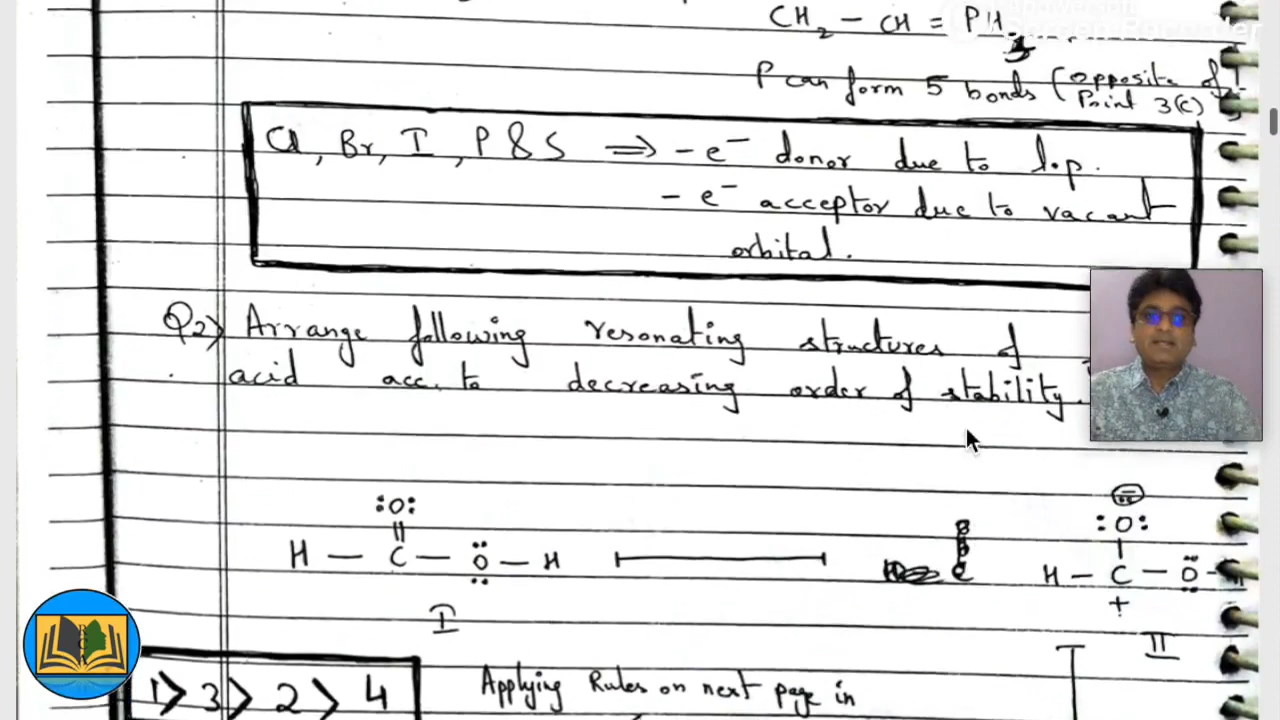 CH₂ – CH = PH₃
P can form 5 bonds (Opposite of Point 3(c))
Cl, Br, I, P & S ⇒ – e⁻ donor due to l.p.
– e⁻ acceptor due to vacant
orbital.
Q2> Arrange following resonating structures of
acid acc. to decreasing order of stability.
:O:
H – C – O – H
I
:O:
H – C – O –
+
II
1 > 3 > 2 > 4
Applying Rules on next page in